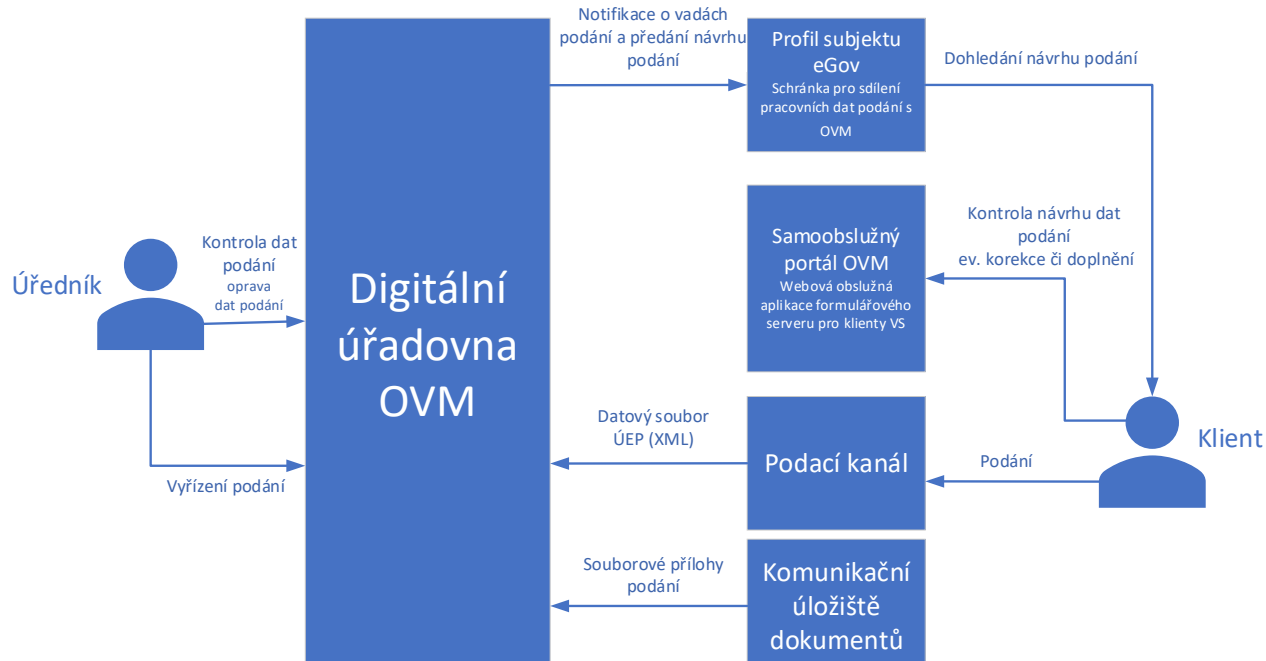 Notifikace o vadách
podání a předání návrhu
podání
Profil subjektu
eGov
Schránka pro sdílení
pracovních dat podání s
OVM
Dohledání návrhu podání
Samoobslužný
portál OVM
Webová obslužná
aplikace formulářového
serveru pro klienty VS
Kontrola návrhu dat
podání
ev. korekce či doplnění
Úředník
Kontrola dat
podání
oprava
dat podání
Digitální
úřadovna
OVM
Vyřízení podání
Datový soubor
ÚEP (XML)
Podací kanál
Podání
Klient
Souborové přílohy
podání
Komunikační
úložiště
dokumentů